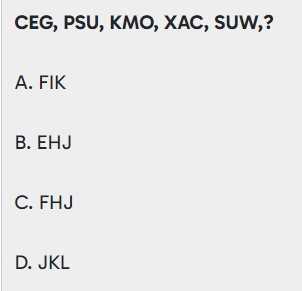 CEG, PSU, KMO, XAC, SUW,?
A. FIK
B. EHJ
C. FHJ
D. JKL